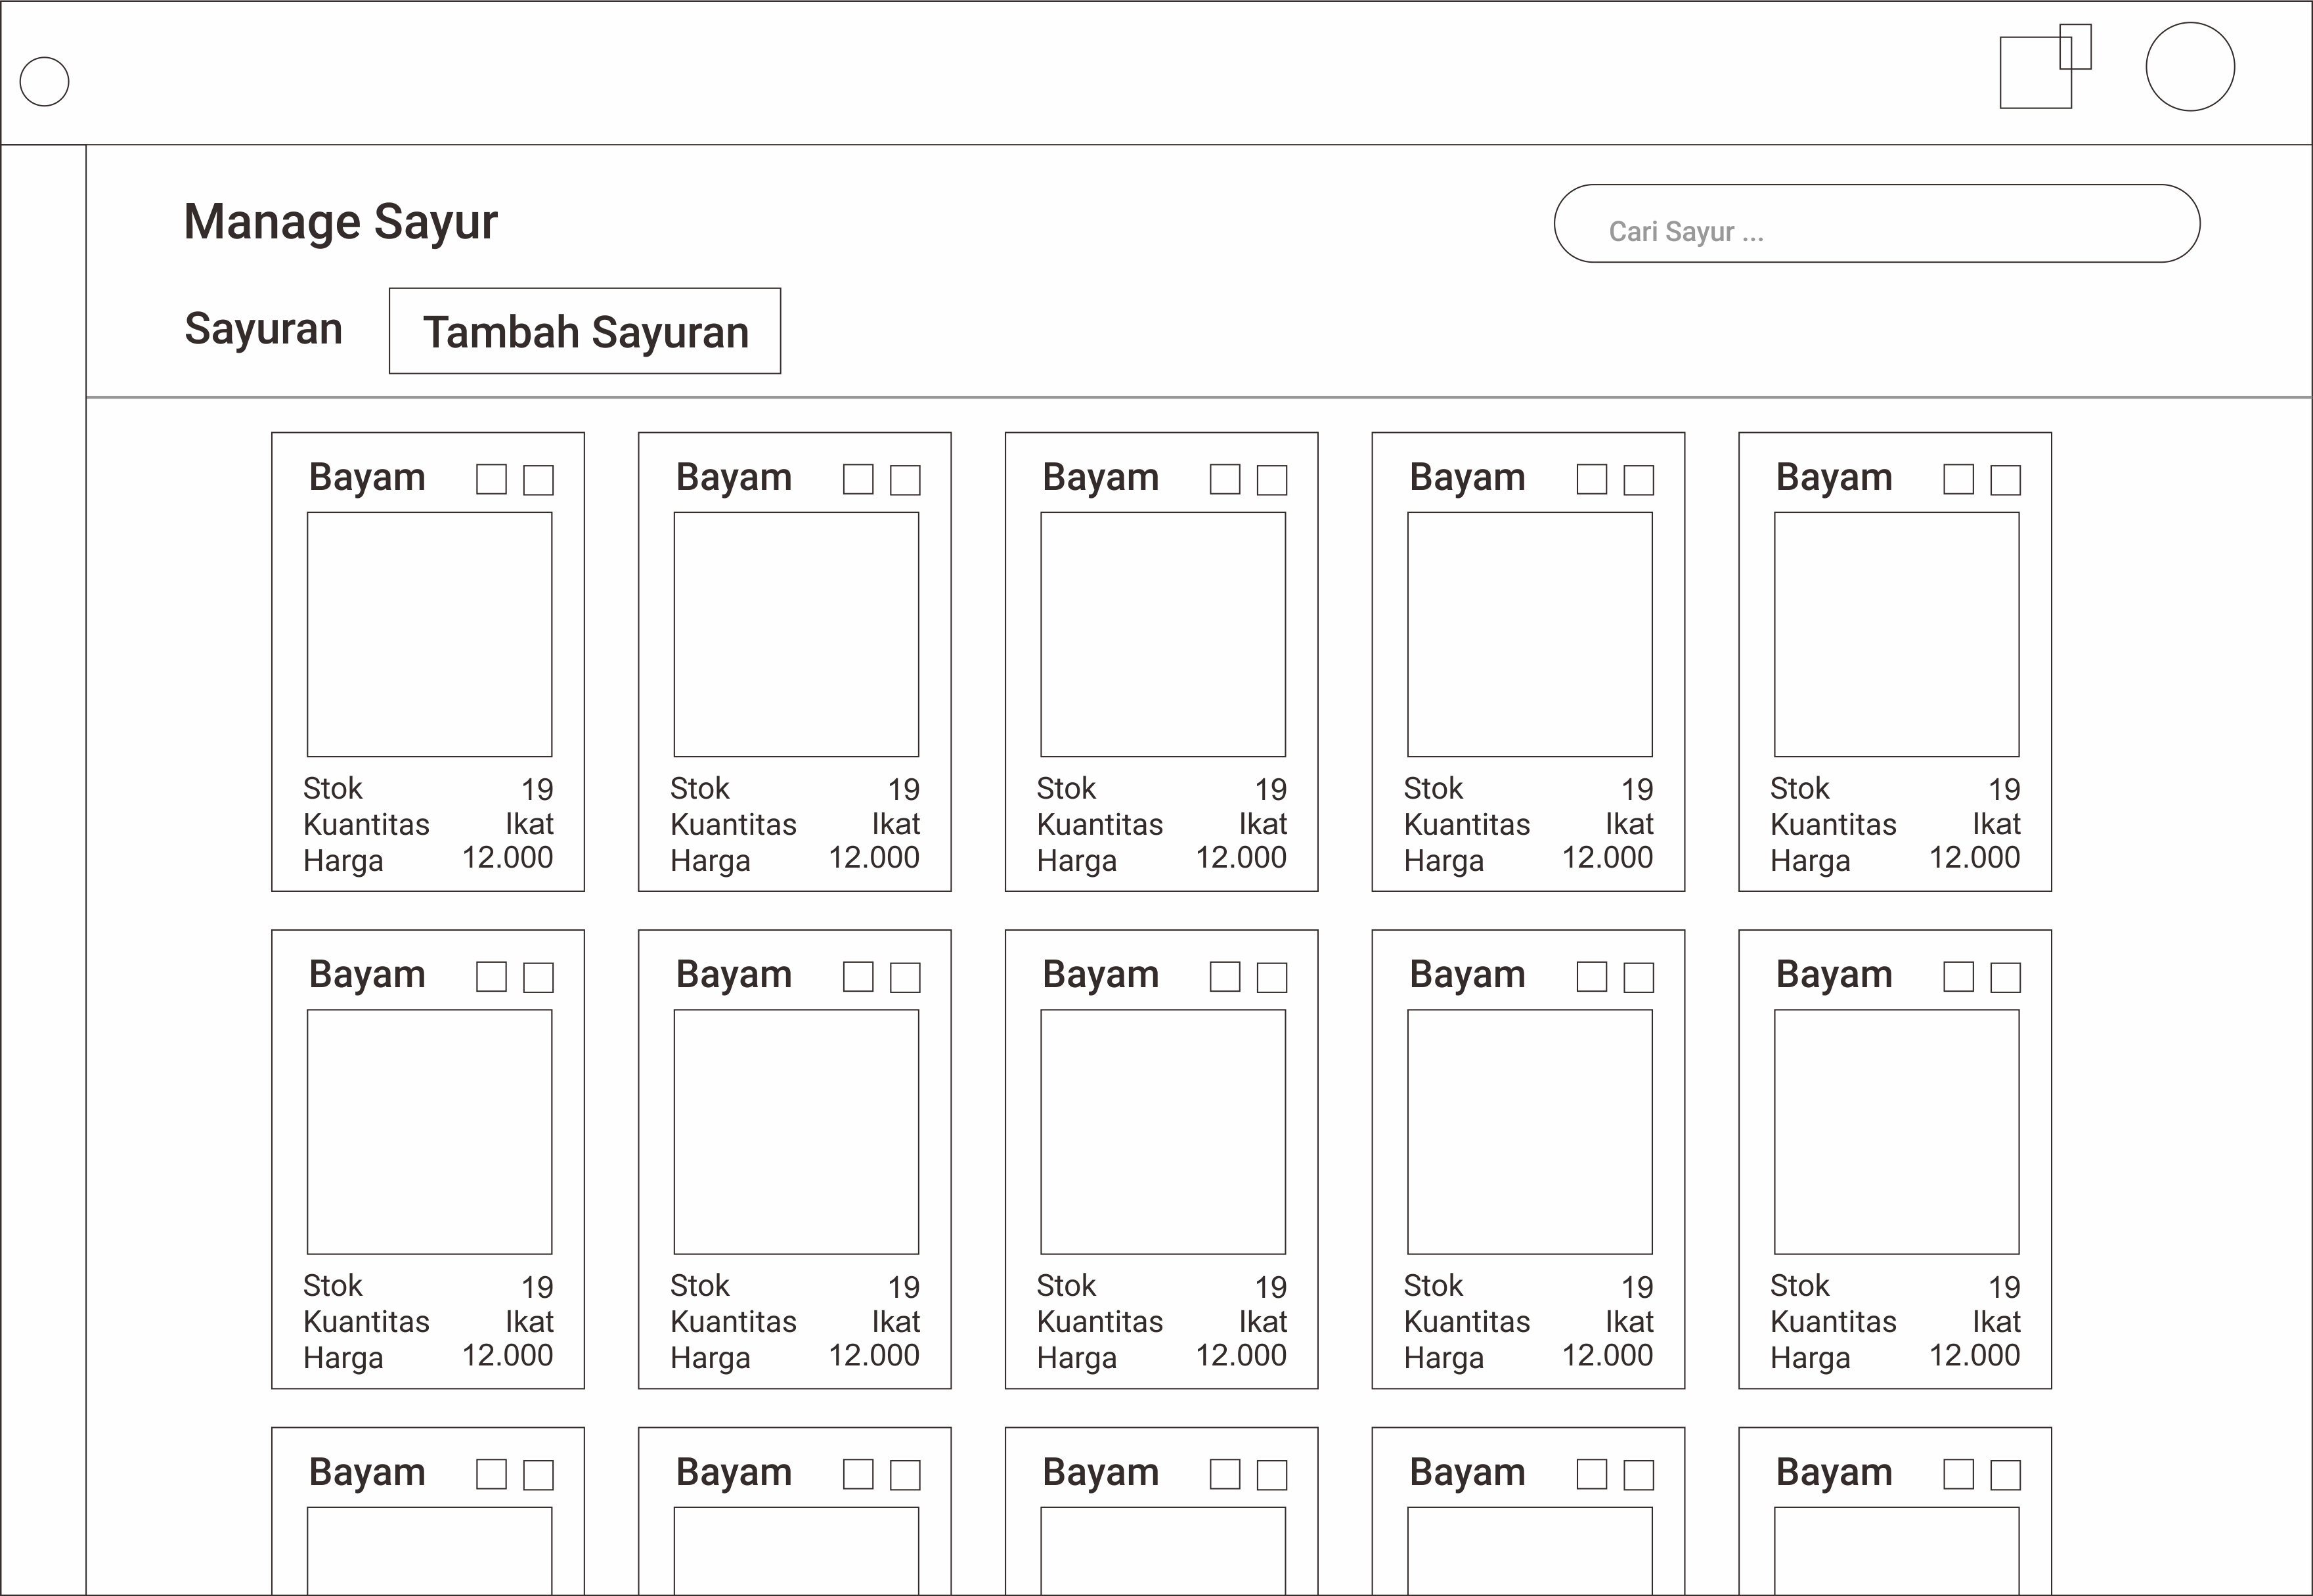 Manage Sayur
Cari Sayur ...
Sayuran
Tambah Sayuran
Bayam Bayam Bayam Bayam Bayam
Stok 19 Stok 19 Stok 19 Stok 19 Stok 19
Kuantitas Ikat Kuantitas Ikat Kuantitas Ikat Kuantitas Ikat Kuantitas Ikat
Harga 12.000 Harga 12.000 Harga 12.000 Harga 12.000 Harga 12.000
Bayam Bayam Bayam Bayam Bayam
Stok 19 Stok 19 Stok 19 Stok 19 Stok 19
Kuantitas Ikat Kuantitas Ikat Kuantitas Ikat Kuantitas Ikat Kuantitas Ikat
Harga 12.000 Harga 12.000 Harga 12.000 Harga 12.000 Harga 12.000
Bayam Bayam Bayam Bayam Bayam